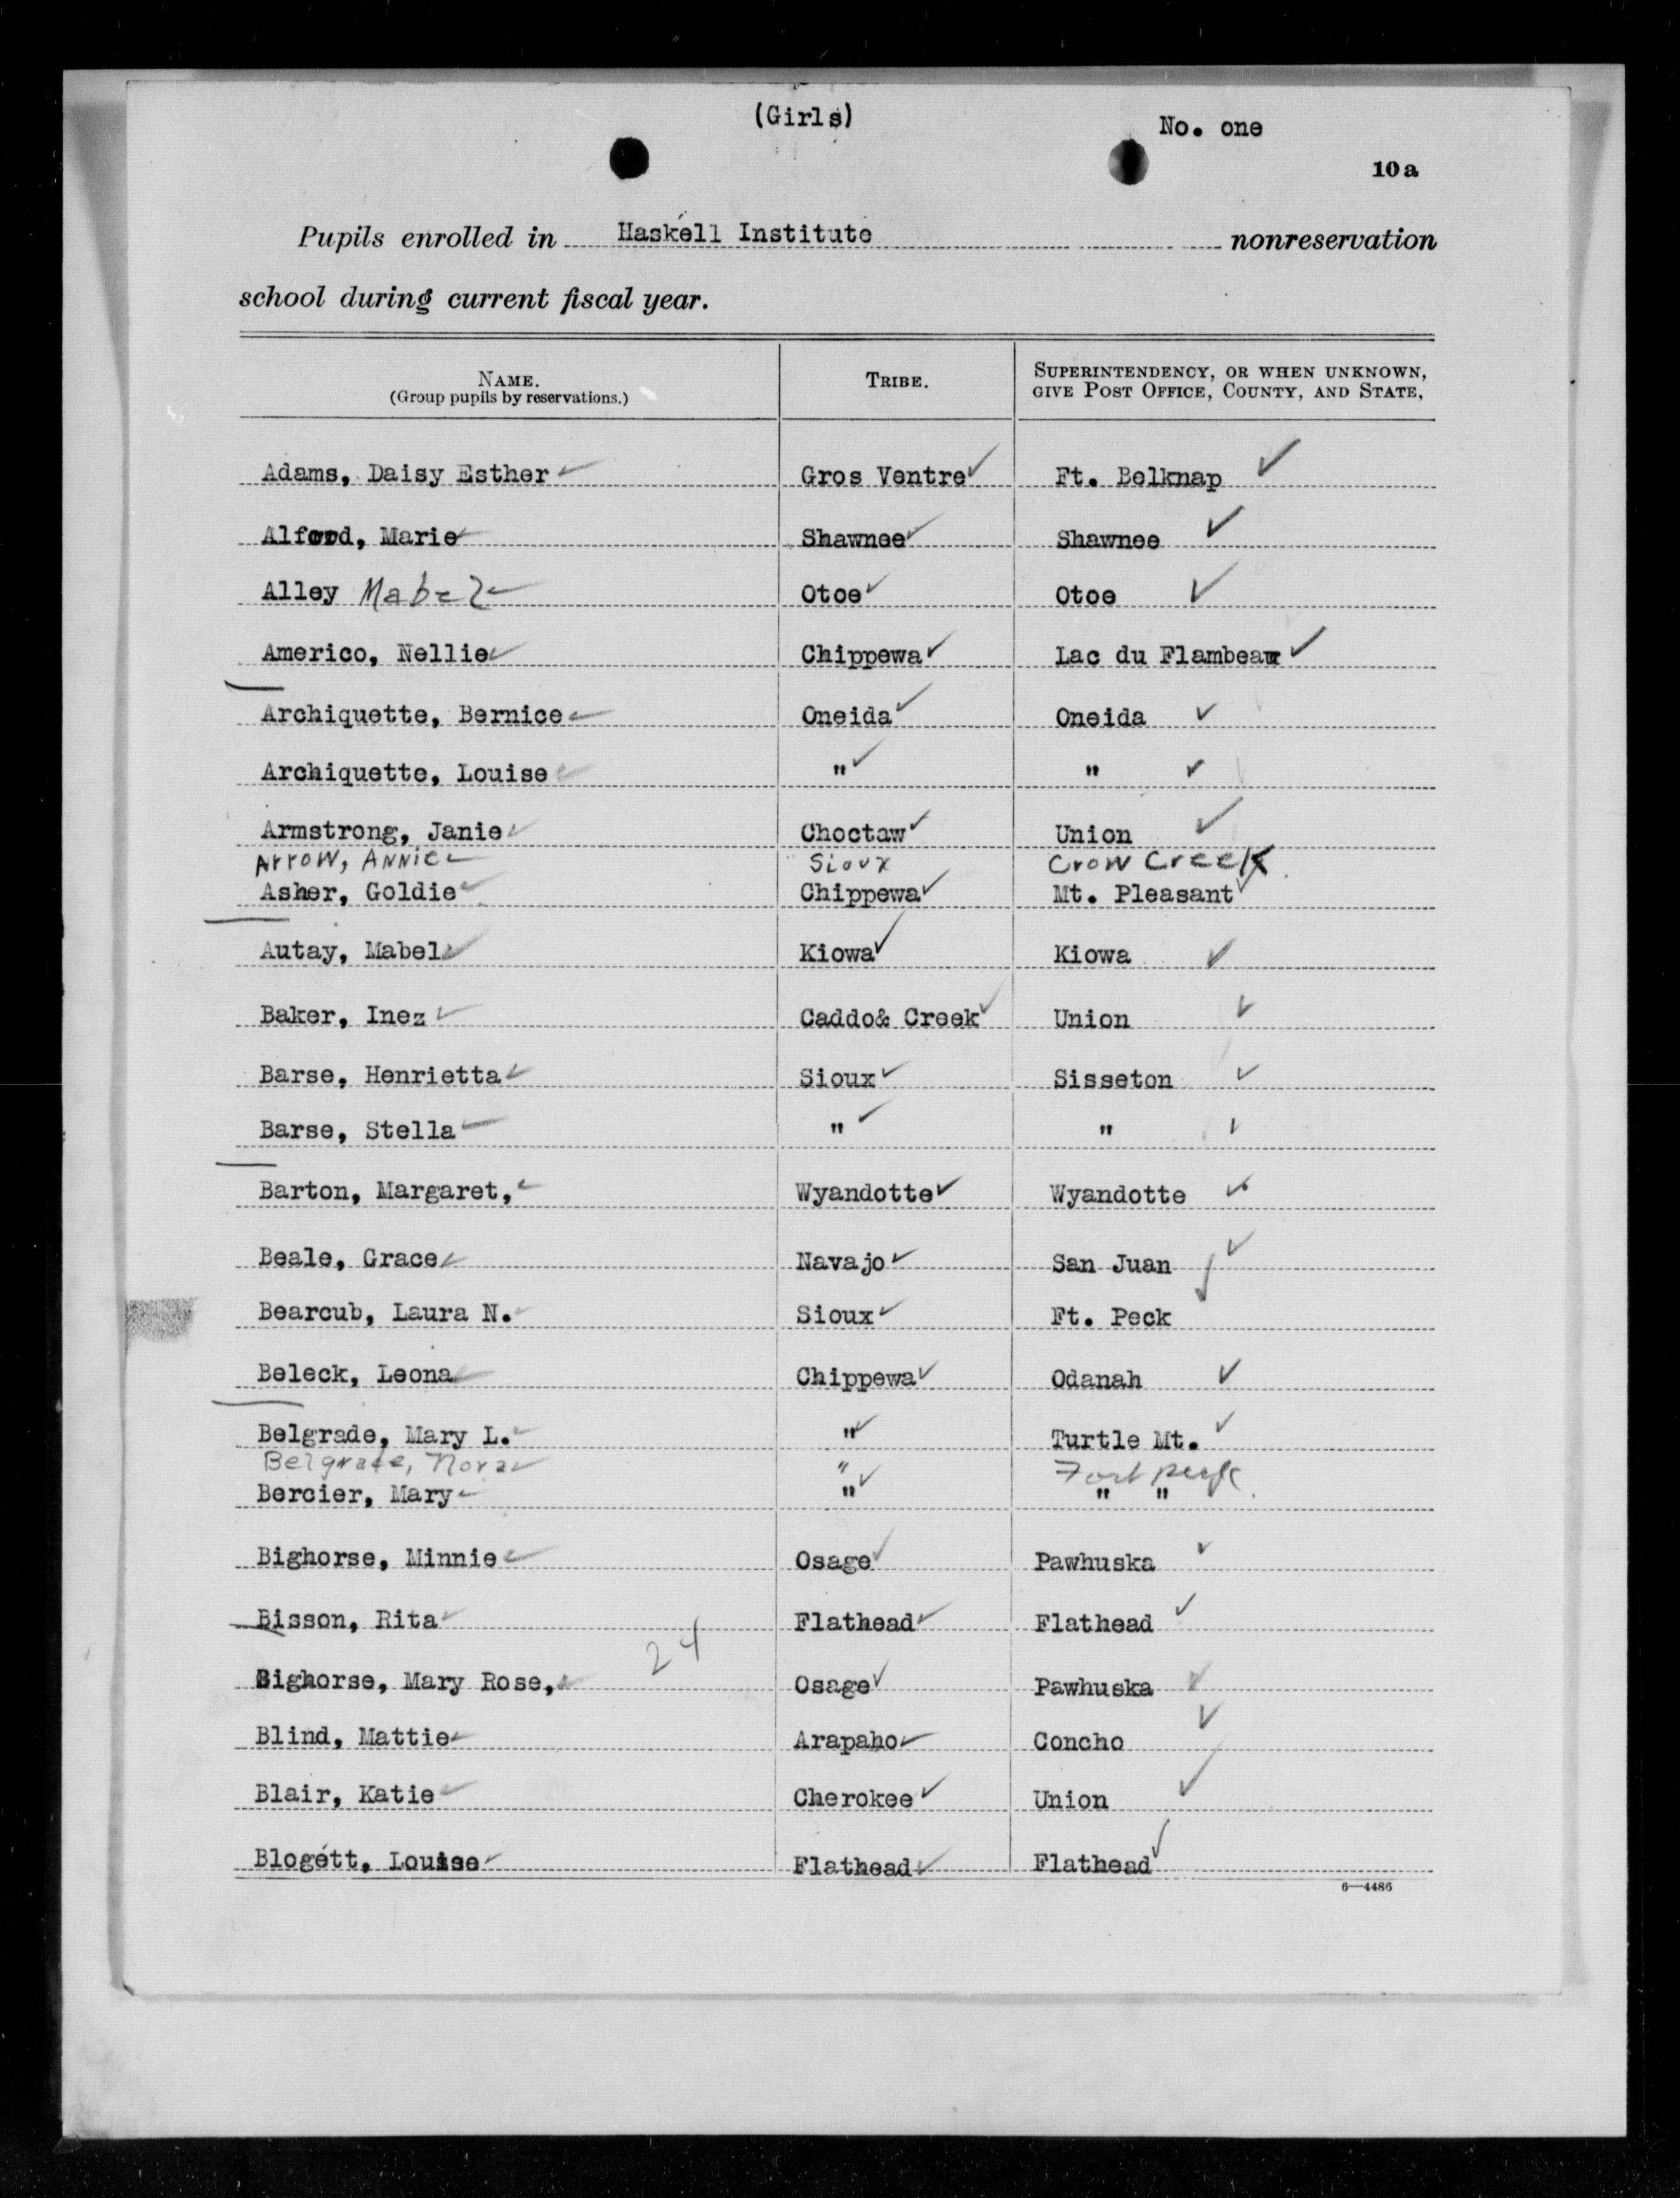 (Girls)
No. one
10a
Pupils enrolled in Haskell Institute nonreservation
school during current fiscal year.
NAME. (Group pupils by reservations.) TRIBE. SUPERINTENDENCY, OR WHEN UNKNOWN, GIVE POST OFFICE, COUNTY, AND STATE,
Adams, Daisy Esther Gros Ventre Ft. Belknap
Alford, Marie Shawnee Shawnee
Alley Mabel Otoe Otoe
Americo, Nellie Chippewa Lac du Flambeau
Archiquette, Bernice Oneida Oneida
Archiquette, Louise " "
Armstrong, Janie Choctaw Union
Arrow, Annie Sioux Crow Creek
Asher, Goldie Chippewa Mt. Pleasant
Autay, Mabel Kiowa Kiowa
Baker, Inez Caddo& Creek Union
Barse, Henrietta Sioux Sisseton
Barse, Stella " "
Barton, Margaret, Wyandotte Wyandotte
Beale, Grace Navajo San Juan
Bearcub, Laura N. Sioux Ft. Peck
Beleck, Leona Chippewa Odanah
Belgrade, Mary L. " Turtle Mt.
Belgrade, Nora " Fort Peck
Bercier, Mary " " "
Bighorse, Minnie Osage Pawhuska
Bisson, Rita Flathead Flathead
24
Bighorse, Mary Rose, Osage Pawhuska
Blind, Mattie Arapaho Concho
Blair, Katie Cherokee Union
Blogett, Louise Flathead Flathead
6—4486